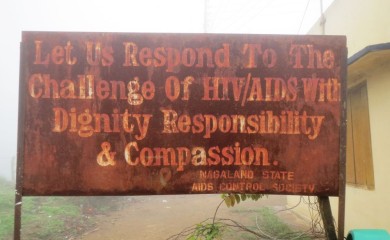 Let Us Respond To The
Challenge Of HIV/AIDS With
Dignity Responsibility
& Compassion.
NAGALAND STATE
AIDS CONTROL SOCIETY